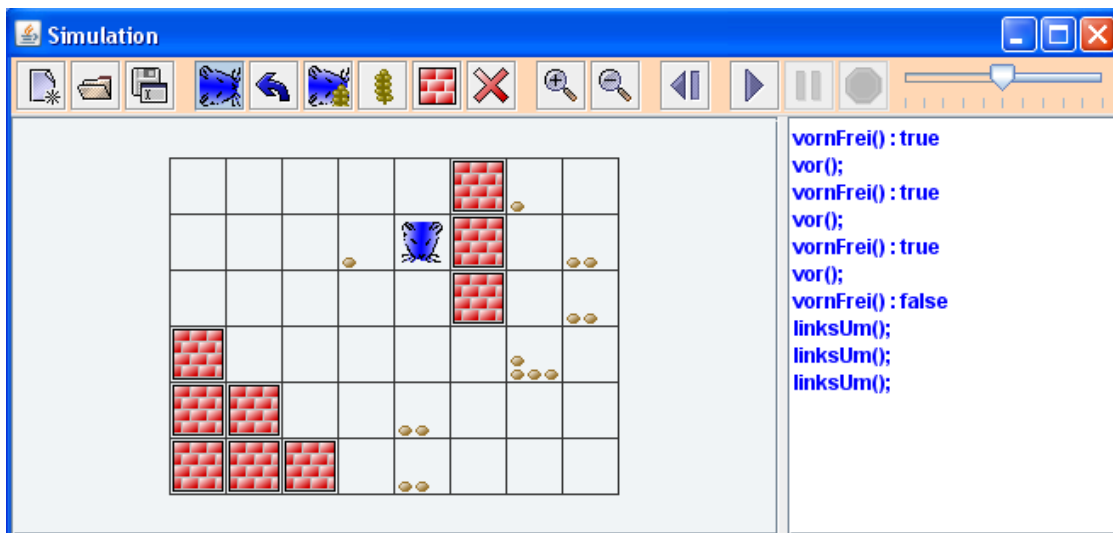 Simulation
vornFrei() : true
vor();
vornFrei() : true
vor();
vornFrei() : true
vor();
vornFrei() : false
linksUm();
linksUm();
linksUm();